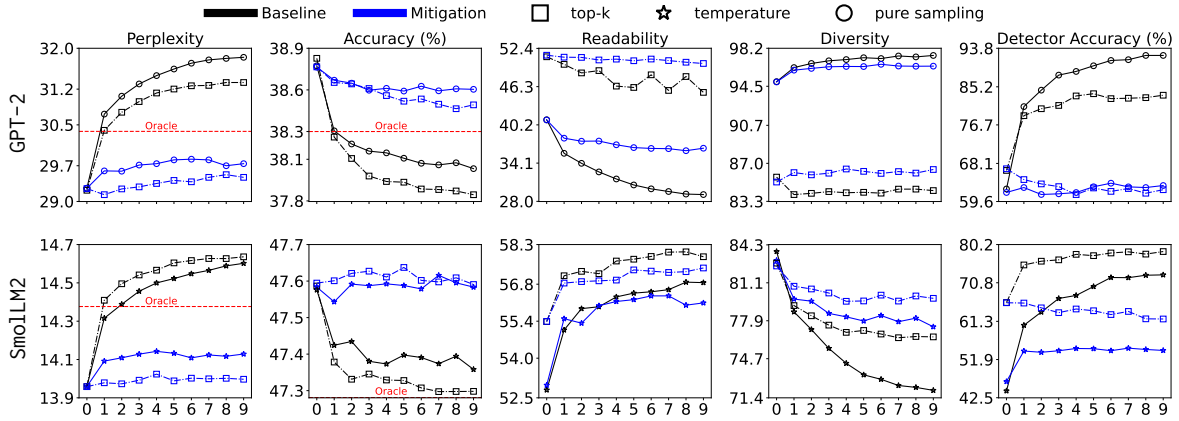 Baseline Mitigation top-k temperature pure sampling
Perplexity Accuracy (%) Readability Diversity Detector Accuracy (%)
GPT-2
32.0
31.2
30.5
29.7
29.0
Oracle
0 1 2 3 4 5 6 7 8 9
38.9
38.6
38.3
38.1
37.8
Oracle
0 1 2 3 4 5 6 7 8 9
52.4
46.3
40.2
34.1
28.0
0 1 2 3 4 5 6 7 8 9
98.2
94.5
90.7
87.0
83.3
0 1 2 3 4 5 6 7 8 9
93.8
85.2
76.7
68.1
59.6
0 1 2 3 4 5 6 7 8 9
SmolLM2
14.7
14.5
14.3
14.1
13.9
Oracle
0 1 2 3 4 5 6 7 8 9
47.7
47.6
47.5
47.4
47.3
Oracle
0 1 2 3 4 5 6 7 8 9
58.3
56.8
55.4
54.0
52.5
0 1 2 3 4 5 6 7 8 9
84.3
81.1
77.9
74.7
71.4
0 1 2 3 4 5 6 7 8 9
80.2
70.8
61.3
51.9
42.5
0 1 2 3 4 5 6 7 8 9